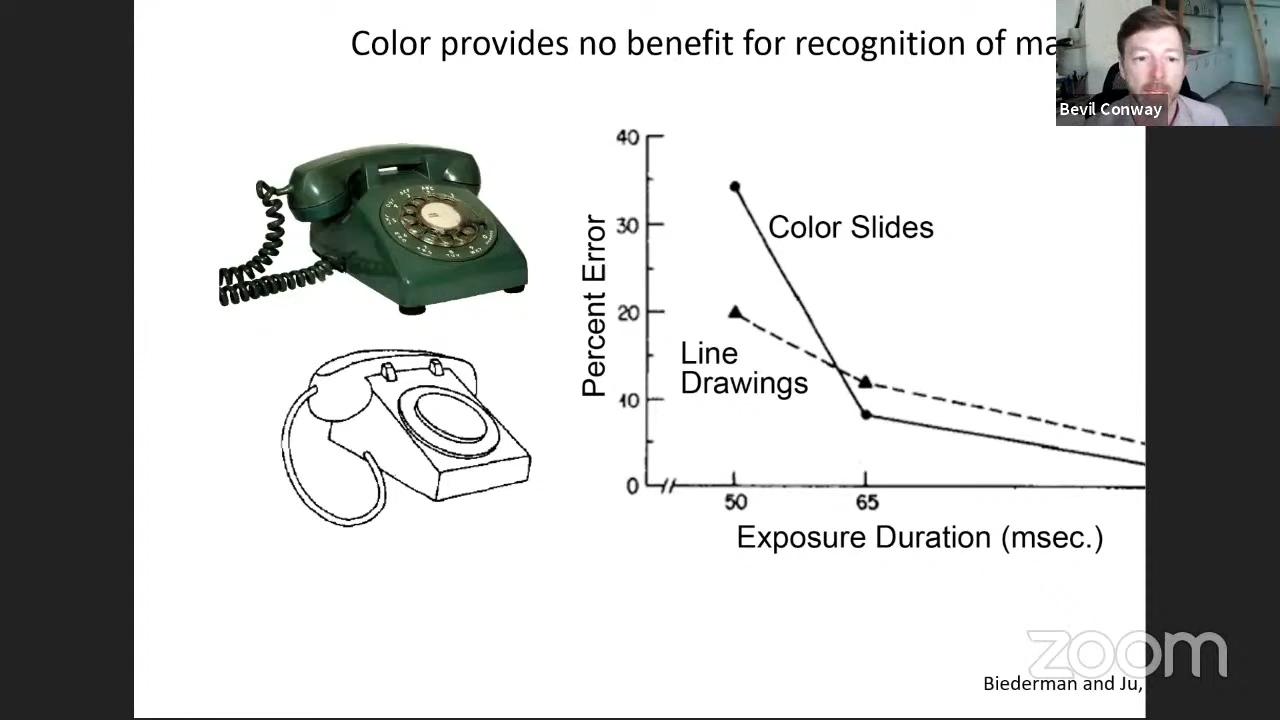 Color provides no benefit for recognition of ma
Bevil Conway
40
30
20
10
0
Percent Error
Color Slides
Line
Drawings
50
65
Exposure Duration (msec.)
zoom
Biederman and Ju,